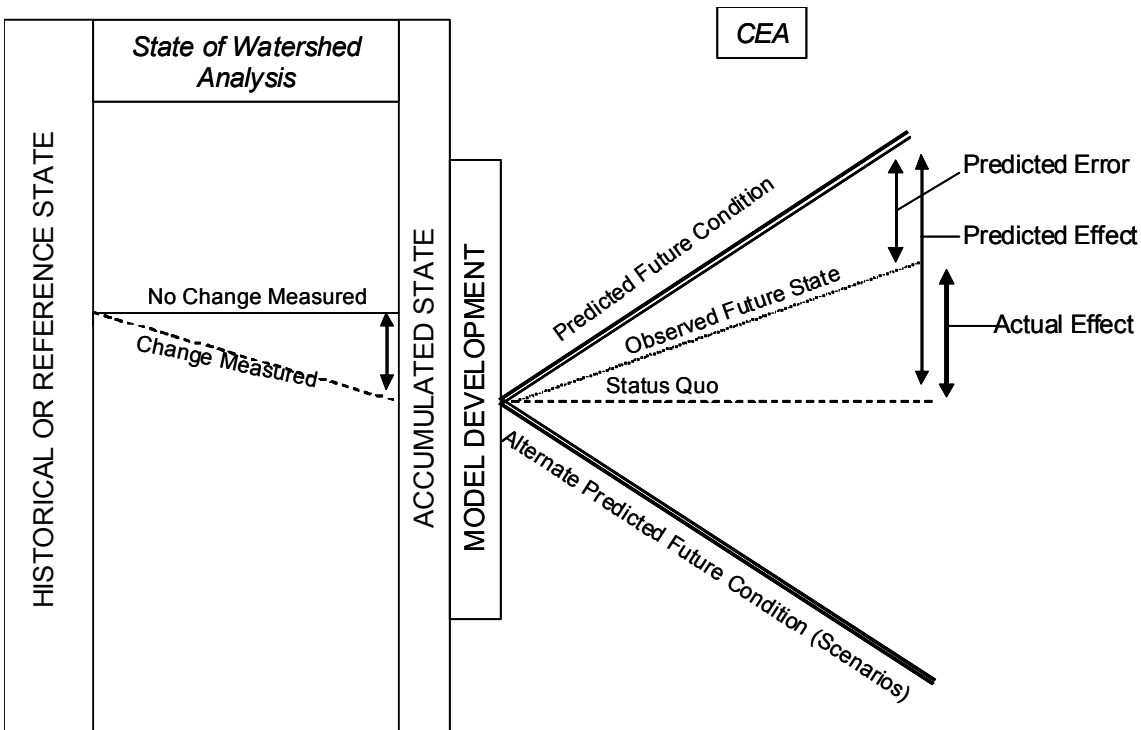 HISTORICAL OR REFERENCE STATE
State of Watershed
Analysis
No Change Measured
Change Measured
ACCUMULATED STATE
MODEL DEVELOPMENT
CEA
Predicted Future Condition
Observed Future State
Status Quo
Alternate Predicted Future Condition (Scenarios)
Predicted Error
Predicted Effect
Actual Effect